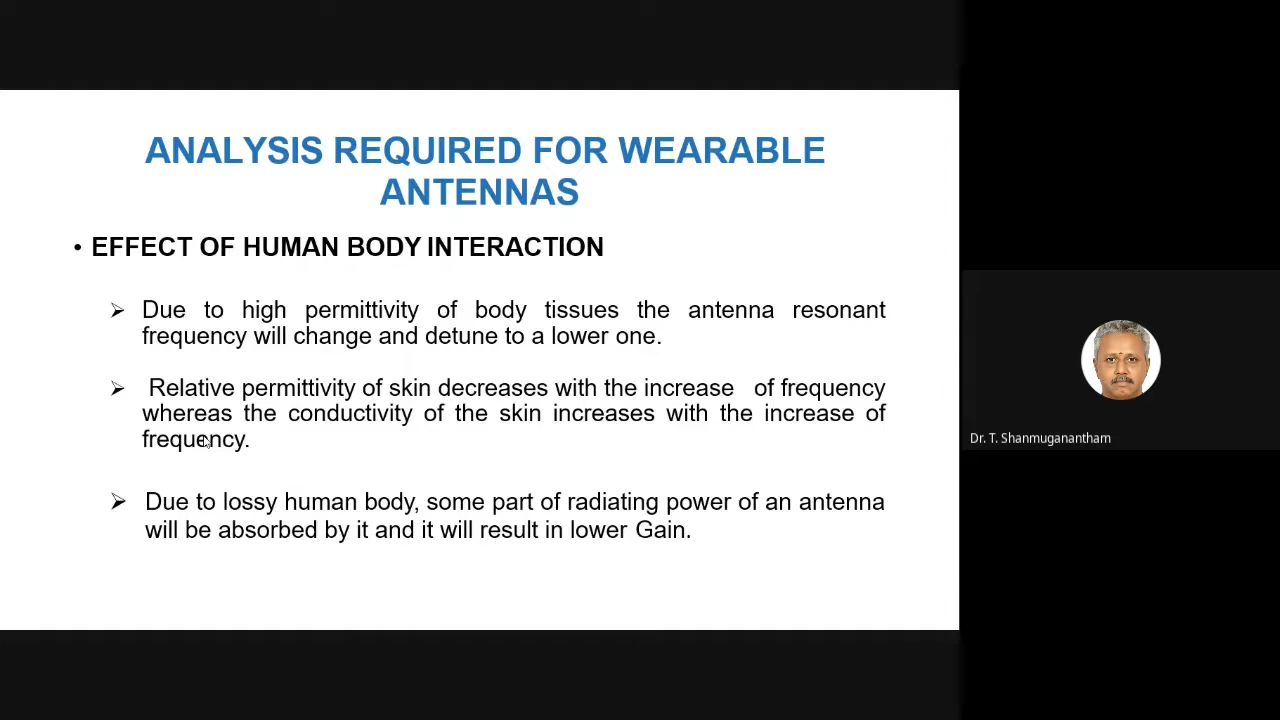 ANALYSIS REQUIRED FOR WEARABLE
ANTENNAS
• EFFECT OF HUMAN BODY INTERACTION
➢ Due to high permittivity of body tissues the antenna resonant
frequency will change and detune to a lower one.
➢ Relative permittivity of skin decreases with the increase of frequency
whereas the conductivity of the skin increases with the increase of
frequency.
➢ Due to lossy human body, some part of radiating power of an antenna
will be absorbed by it and it will result in lower Gain.
Dr. T. Shanmuganantham